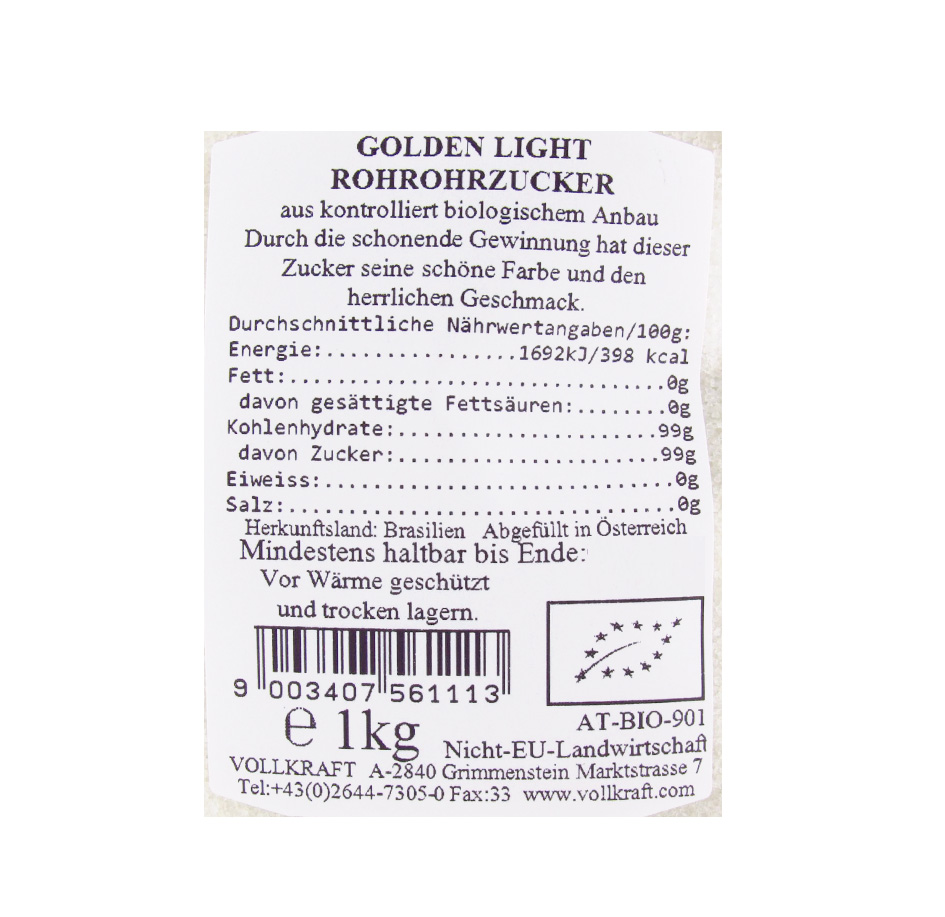 GOLDEN LIGHT
ROHROHRZUCKER
aus kontrolliert biologischem Anbau
Durch die schonende Gewinnung hat dieser
Zucker seine schöne Farbe und den
herrlichen Geschmack.
Durchschnittliche Nährwertangaben/100g:
Energie:................1692kJ/398 kcal
Fett:................................0g
davon gesättigte Fettsäuren:........0g
Kohlenhydrate:......................99g
davon Zucker:......................99g
Eiweiss:..............................0g
Salz:.................................0g
Herkunftsland: Brasilien Abgefüllt in Österreich
Mindestens haltbar bis Ende:
Vor Wärme geschützt
und trocken lagern.
9 003407 561113
℮ 1kg
AT-BIO-901
Nicht-EU-Landwirtschaft
VOLLKRAFT A-2840 Grimmenstein Marktstrasse 7
Tel:+43(0)2644-7305-0 Fax:33 www.vollkraft.com